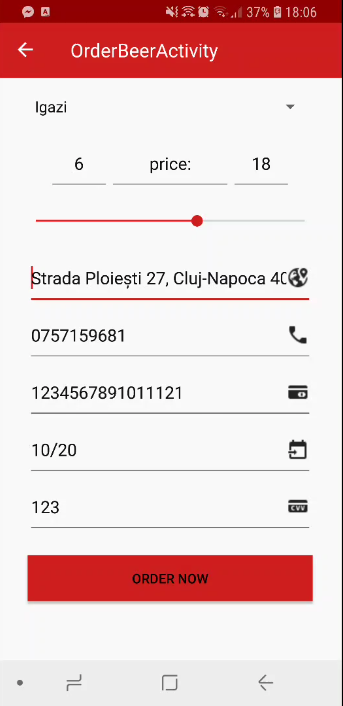 37% 18:06
OrderBeerActivity
Igazi
6 price: 18
Strada Ploiești 27, Cluj-Napoca 40
0757159681
1234567891011121
10/20
123
CVV
ORDER NOW